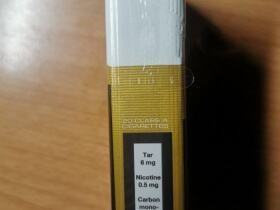 20 CLASS A
CIGARETTES
Tar
6 mg
Nicotine
0.5 mg
Carbon
mono-